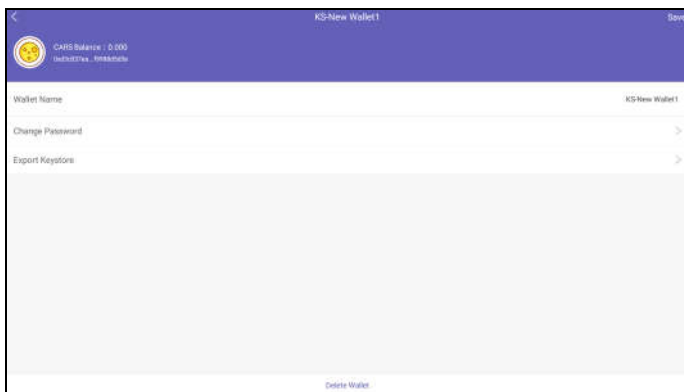 KS-New Wallet1
Save
CARS Balance : 0.000
Wallet Name
KS-New Wallet1
Change Password
Export Keystore
Delete Wallet